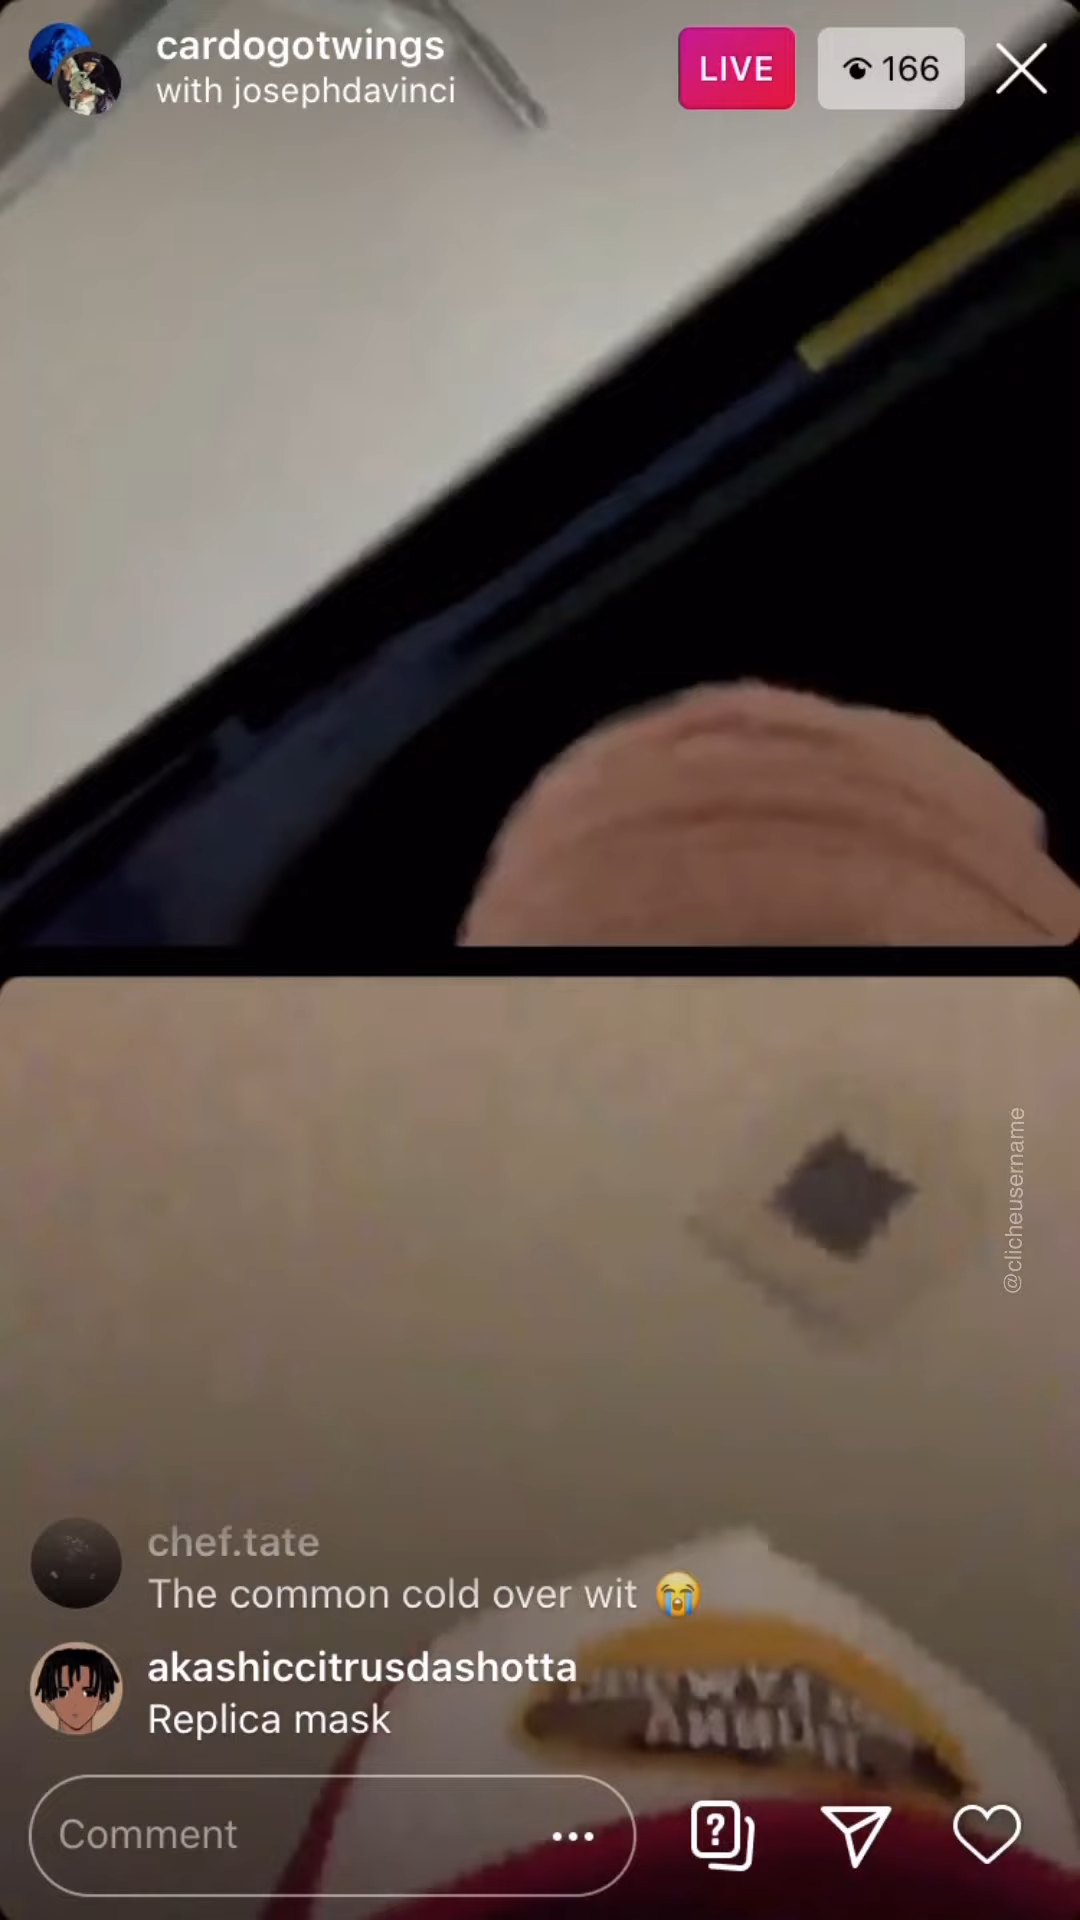 cardogotwings
with josephdavinci
LIVE
166
@clicheusername
chef.tate
The common cold over wit 😭
akashiccitrusdashotta
Replica mask
Comment